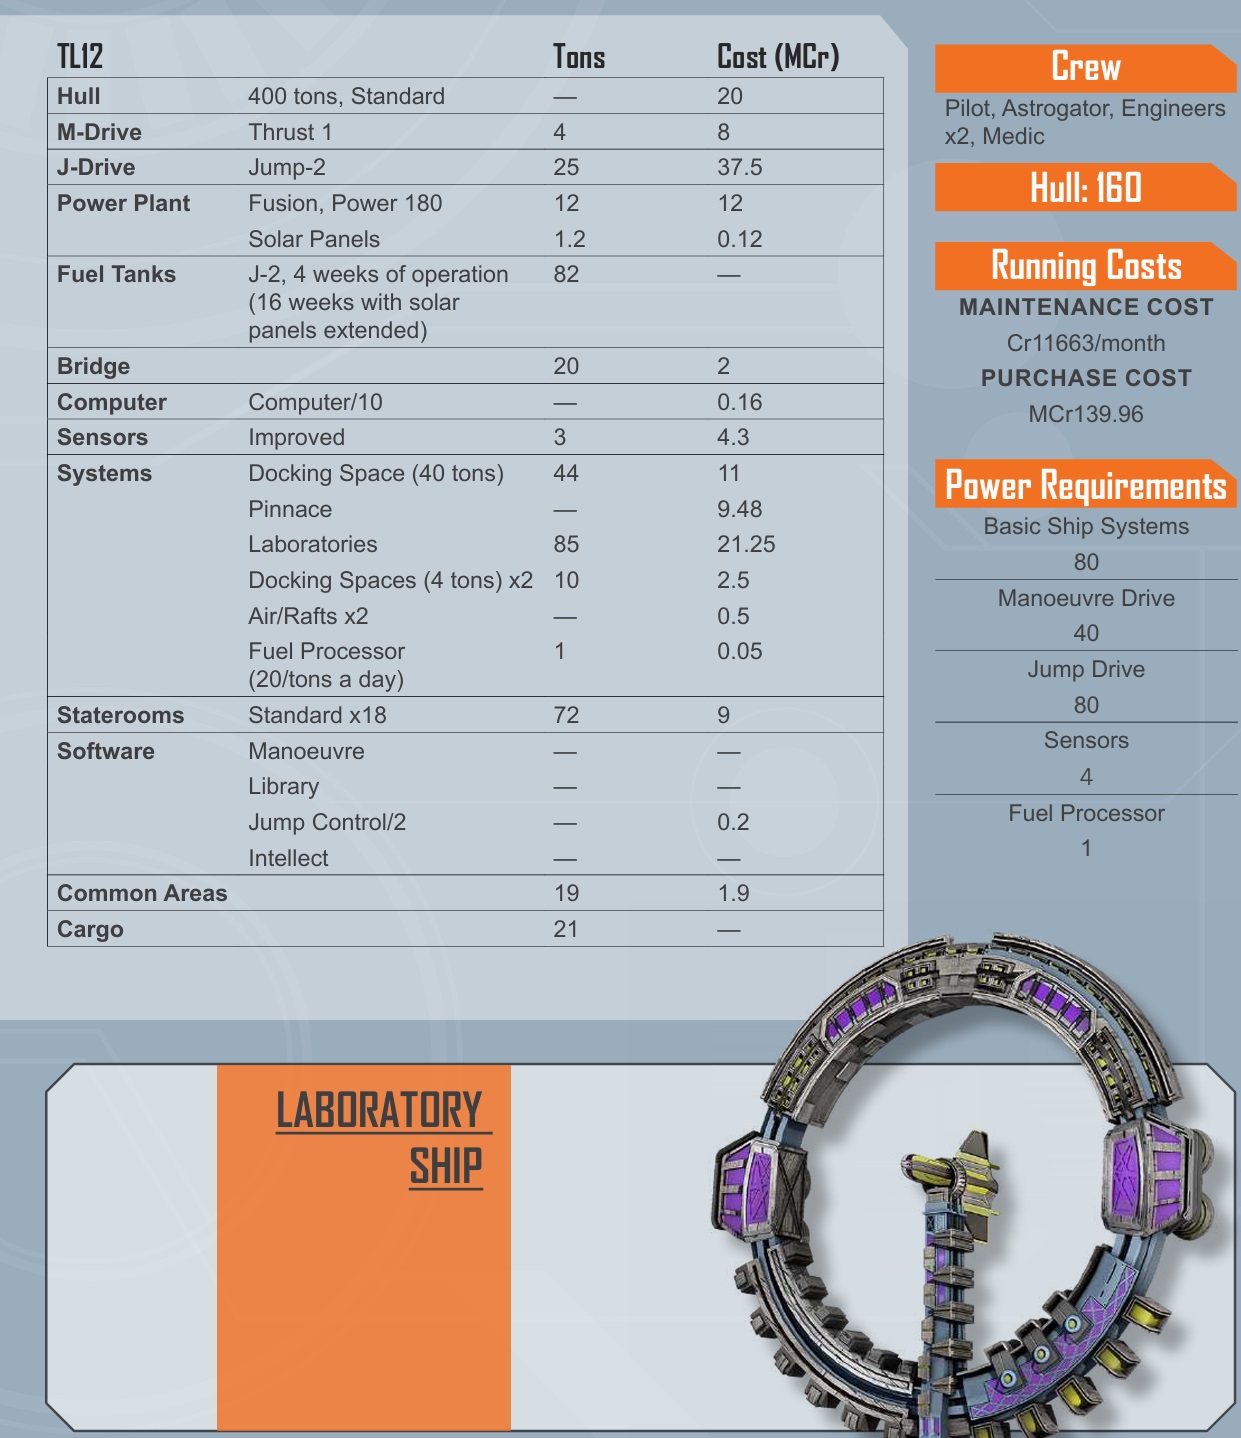 TL12 Tons Cost (MCr)
Hull 400 tons, Standard — 20
M-Drive Thrust 1 4 8
J-Drive Jump-2 25 37.5
Power Plant Fusion, Power 180 12 12
Solar Panels 1.2 0.12
Fuel Tanks J-2, 4 weeks of operation 82 —
(16 weeks with solar
panels extended)
Bridge 20 2
Computer Computer/10 — 0.16
Sensors Improved 3 4.3
Systems Docking Space (40 tons) 44 11
Pinnace — 9.48
Laboratories 85 21.25
Docking Spaces (4 tons) x2 10 2.5
Air/Rafts x2 — 0.5
Fuel Processor 1 0.05
(20/tons a day)
Staterooms Standard x18 72 9
Software Manoeuvre — —
Library — —
Jump Control/2 — 0.2
Intellect — —
Common Areas 19 1.9
Cargo 21 —
Crew
Pilot, Astrogator, Engineers
x2, Medic
Hull: 160
Running Costs
MAINTENANCE COST
Cr11663/month
PURCHASE COST
MCr139.96
Power Requirements
Basic Ship Systems
80
Manoeuvre Drive
40
Jump Drive
80
Sensors
4
Fuel Processor
1
LABORATORY
SHIP